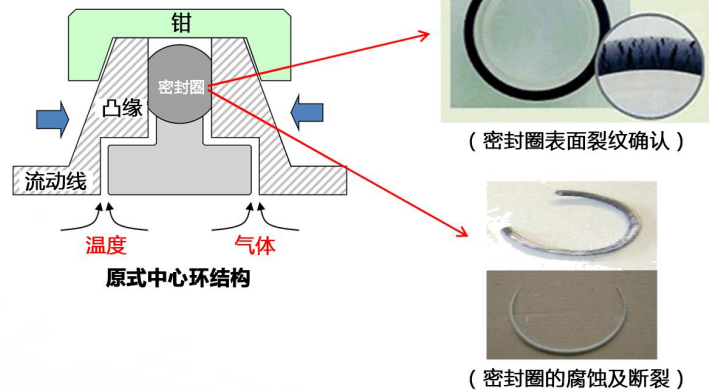 钳
密封圈
凸缘
流动线
温度
气体
原式中心环结构
(密封圈表面裂纹确认)
(密封圈的腐蚀及断裂)